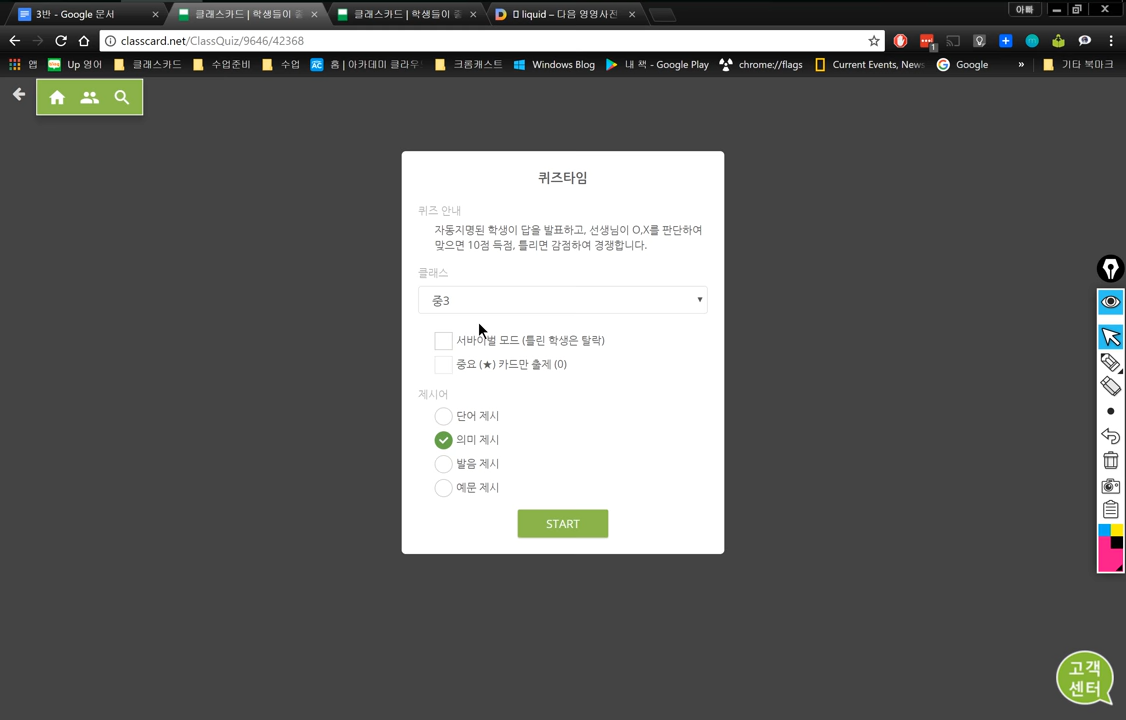 3반 - Google 문서
클래스카드 | 학생들이 좋
클래스카드 | 학생들이 좋
liquid – 다음 영영사전
아빠
classcard.net/ClassQuiz/9646/42368
앱
Up 영어
클래스카드
수업준비
수업
홈 | 아카데미 클라우
크롬캐스트
Windows Blog
내 책 - Google Play
chrome://flags
Current Events, News
Google
»
기타 북마크
퀴즈타임
퀴즈 안내
자동지명된 학생이 답을 발표하고, 선생님이 O,X를 판단하여
맞으면 10점 득점, 틀리면 감점하여 경쟁합니다.
클래스
중3
서바이벌 모드 (틀린 학생은 탈락)
중요 (★) 카드만 출제 (0)
제시어
단어 제시
의미 제시
발음 제시
예문 제시
START
고객
센터